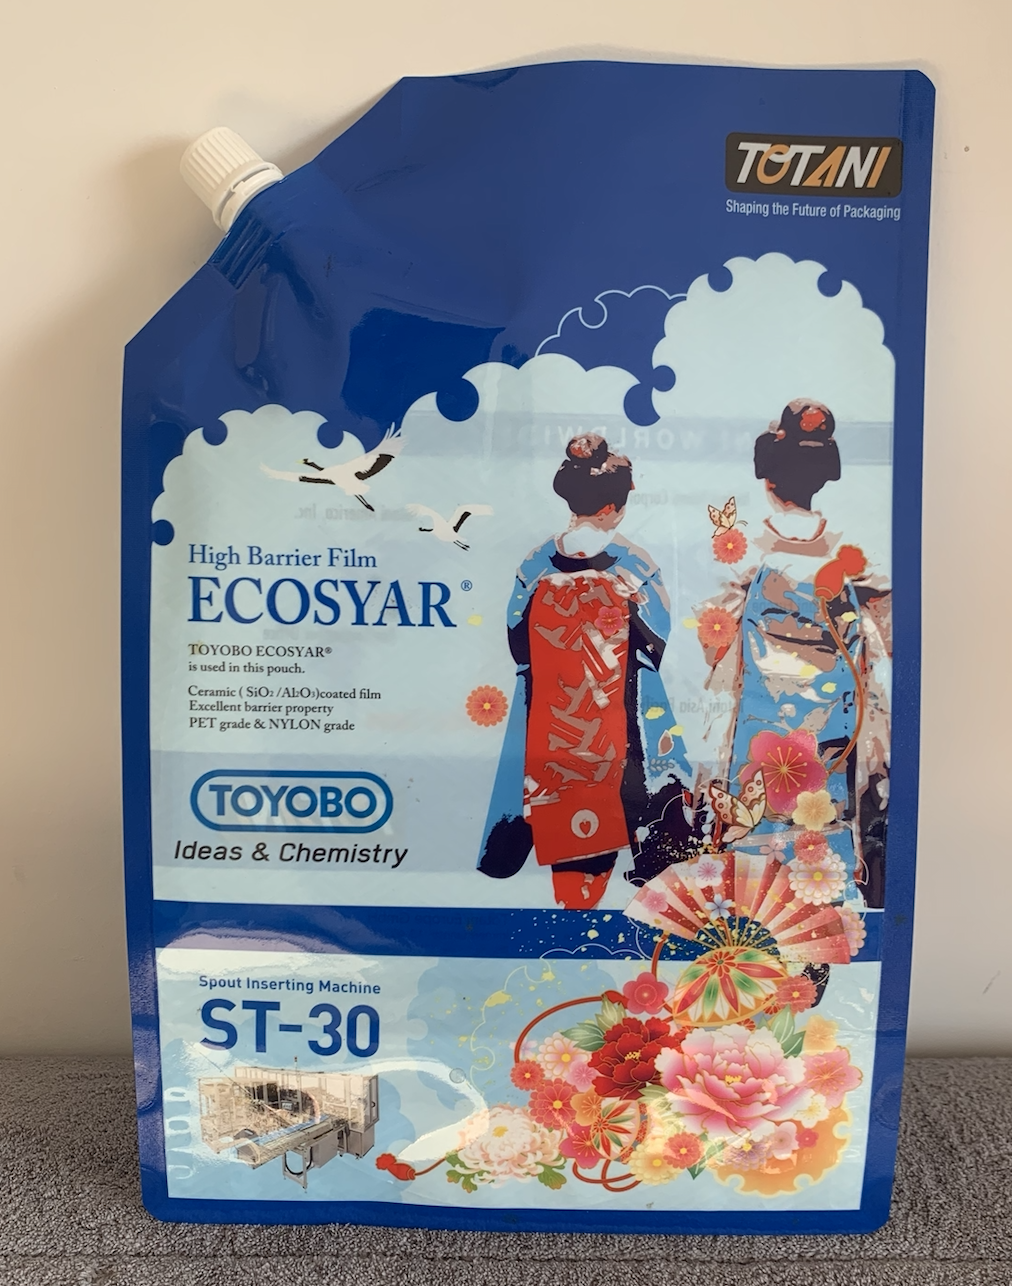 TOTANI
Shaping the Future of Packaging
High Barrier Film
ECOSYAR®
TOYOBO ECOSYAR®
is used in this pouch.
Ceramic ( SiO₂ /Al₂O₃)coated film
Excellent barrier property
PET grade & NYLON grade
TOYOBO
Ideas & Chemistry
Spout Inserting Machine
ST-30